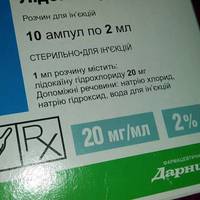 Розчин для ін'єкцій
10 ампул по 2 мл
СТЕРИЛЬНО·ДЛЯ ІН'ЄКЦІЙ
1 мл розчину містить:
лідокаїну гідрохлориду 20 мг
Допоміжні речовини: натрію хлорид,
натрію гідроксид, вода для ін'єкцій
Rx
20 мг/мл
2%
ФАРМАЦЕВТИЧНА